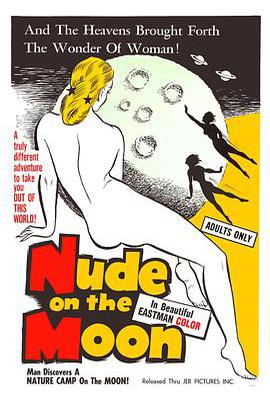 And The Heavens Brought Forth
The Wonder Of Woman!
A
truly
different
adventure
to take
you
OUT OF
THIS
WORLD!
ADULTS ONLY
Nude
on the
Moon
In Beautiful
EASTMAN COLOR
Man Discovers A
NATURE CAMP On The MOON!
Released Thru JER PICTURES INC.